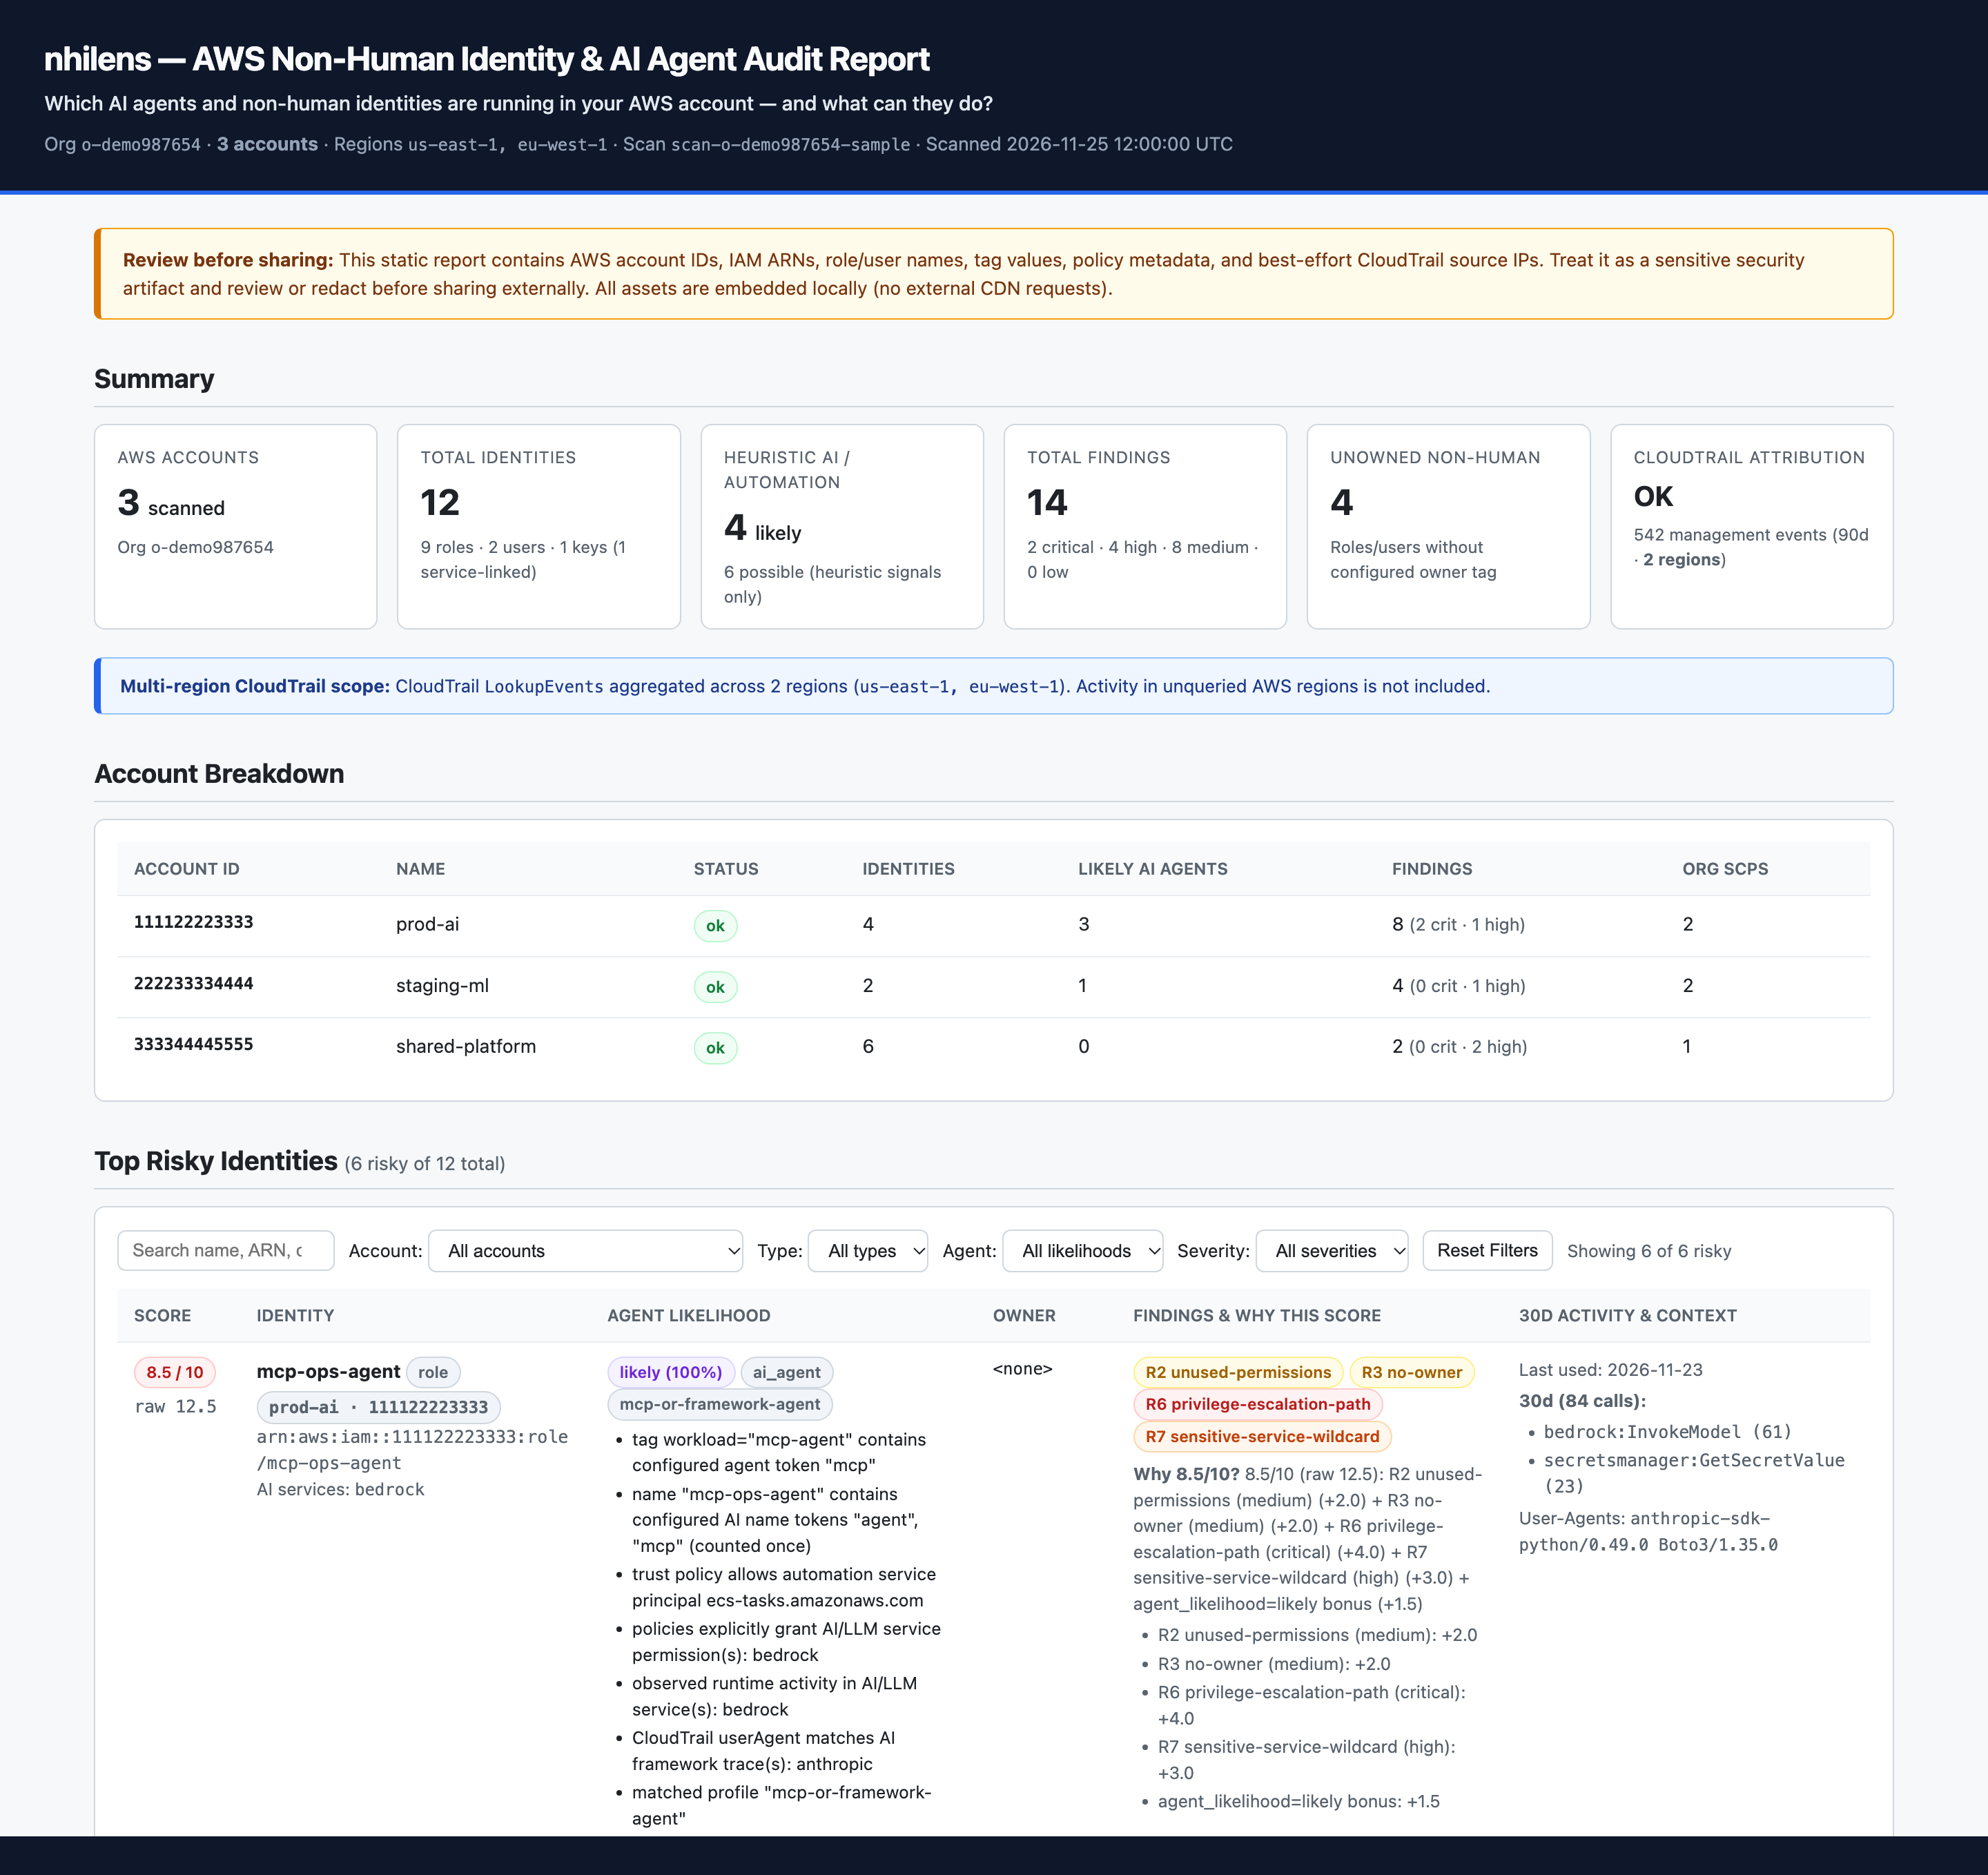 nhilens — AWS Non-Human Identity & AI Agent Audit Report
Which AI agents and non-human identities are running in your AWS account — and what can they do?
Org o-demo987654 · 3 accounts · Regions us-east-1, eu-west-1 · Scan scan-o-demo987654-sample · Scanned 2026-11-25 12:00:00 UTC
Review before sharing: This static report contains AWS account IDs, IAM ARNs, role/user names, tag values, policy metadata, and best-effort CloudTrail source IPs. Treat it as a sensitive security
artifact and review or redact before sharing externally. All assets are embedded locally (no external CDN requests).
Summary
AWS ACCOUNTS
3 scanned
Org o-demo987654
TOTAL IDENTITIES
12
9 roles · 2 users · 1 keys (1
service-linked)
HEURISTIC AI /
AUTOMATION
4 likely
6 possible (heuristic signals
only)
TOTAL FINDINGS
14
2 critical · 4 high · 8 medium ·
0 low
UNOWNED NON-HUMAN
4
Roles/users without
configured owner tag
CLOUDTRAIL ATTRIBUTION
OK
542 management events (90d
· 2 regions)
Multi-region CloudTrail scope: CloudTrail LookupEvents aggregated across 2 regions (us-east-1, eu-west-1). Activity in unqueried AWS regions is not included.
Account Breakdown
ACCOUNT ID NAME STATUS IDENTITIES LIKELY AI AGENTS FINDINGS ORG SCPS
111122223333 prod-ai ok 4 3 8 (2 crit · 1 high) 2
222233334444 staging-ml ok 2 1 4 (0 crit · 1 high) 2
333344445555 shared-platform ok 6 0 2 (0 crit · 2 high) 1
Top Risky Identities (6 risky of 12 total)
Search name, ARN, c Account: All accounts Type: All types Agent: All likelihoods Severity: All severities Reset Filters Showing 6 of 6 risky
SCORE IDENTITY AGENT LIKELIHOOD OWNER FINDINGS & WHY THIS SCORE 30D ACTIVITY & CONTEXT
8.5 / 10
raw 12.5
mcp-ops-agent role
prod-ai · 111122223333
arn:aws:iam::111122223333:role
/mcp-ops-agent
AI services: bedrock
likely (100%) ai_agent
mcp-or-framework-agent
• tag workload="mcp-agent" contains
configured agent token "mcp"
• name "mcp-ops-agent" contains
configured AI name tokens "agent",
"mcp" (counted once)
• trust policy allows automation service
principal ecs-tasks.amazonaws.com
• policies explicitly grant AI/LLM service
permission(s): bedrock
• observed runtime activity in AI/LLM
service(s): bedrock
• CloudTrail userAgent matches AI
framework trace(s): anthropic
• matched profile "mcp-or-framework-
agent"
<none>
R2 unused-permissions R3 no-owner
R6 privilege-escalation-path
R7 sensitive-service-wildcard
Why 8.5/10? 8.5/10 (raw 12.5): R2 unused-
permissions (medium) (+2.0) + R3 no-
owner (medium) (+2.0) + R6 privilege-
escalation-path (critical) (+4.0) + R7
sensitive-service-wildcard (high) (+3.0) +
agent_likelihood=likely bonus (+1.5)
• R2 unused-permissions (medium): +2.0
• R3 no-owner (medium): +2.0
• R6 privilege-escalation-path (critical):
+4.0
• R7 sensitive-service-wildcard (high):
+3.0
• agent_likelihood=likely bonus: +1.5
Last used: 2026-11-23
30d (84 calls):
• bedrock:InvokeModel (61)
• secretsmanager:GetSecretValue
(23)
User-Agents: anthropic-sdk-
python/0.49.0 Boto3/1.35.0